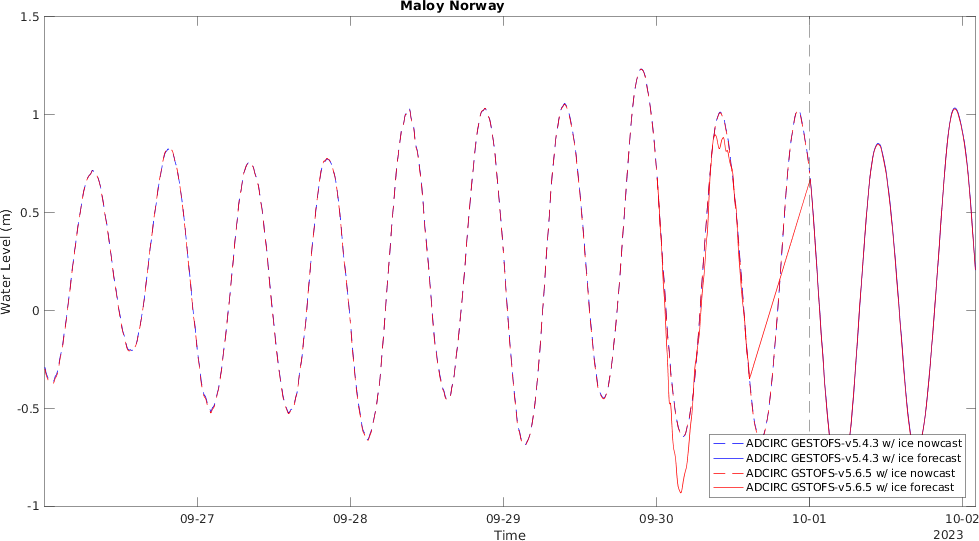 Maloy Norway
1.5
1
0.5
0
-0.5
-1
Water Level (m)
ADCIRC GESTOFS-v5.4.3 w/ ice nowcast
ADCIRC GESTOFS-v5.4.3 w/ ice forecast
ADCIRC GSTOFS-v5.6.5 w/ ice nowcast
ADCIRC GSTOFS-v5.6.5 w/ ice forecast
09-27 09-28 09-29 09-30 10-01 10-02
Time 2023